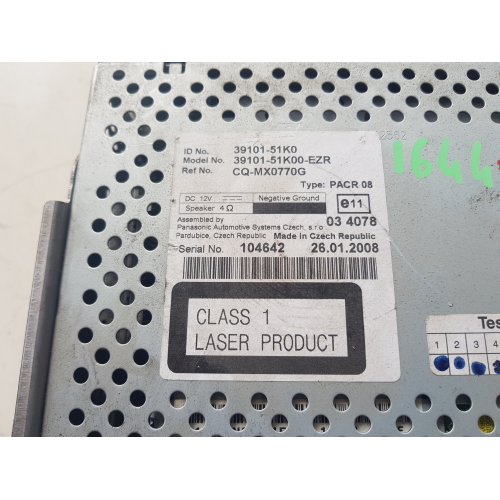 ID No. 39101-51K0
Model No. 39101-51K00-EZR
Ref No. CQ-MX0770G
Type: PACR 08
DC 12V Negative Ground
Speaker 4 Ω
e11
03 4078
Assembled by
Panasonic Automotive Systems Czech, s.r.o
Pardubice, Czech Republic Made in Czech Republic
Serial No. 104642 26.01.2008
CLASS 1
LASER PRODUCT
1644
Tes
1 2 3 4